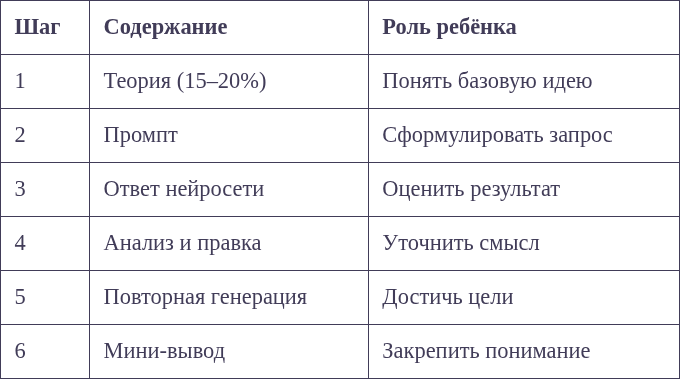 Шаг Содержание Роль ребёнка
1 Теория (15–20%) Понять базовую идею
2 Промпт Сформулировать запрос
3 Ответ нейросети Оценить результат
4 Анализ и правка Уточнить смысл
5 Повторная генерация Достичь цели
6 Мини-вывод Закрепить понимание